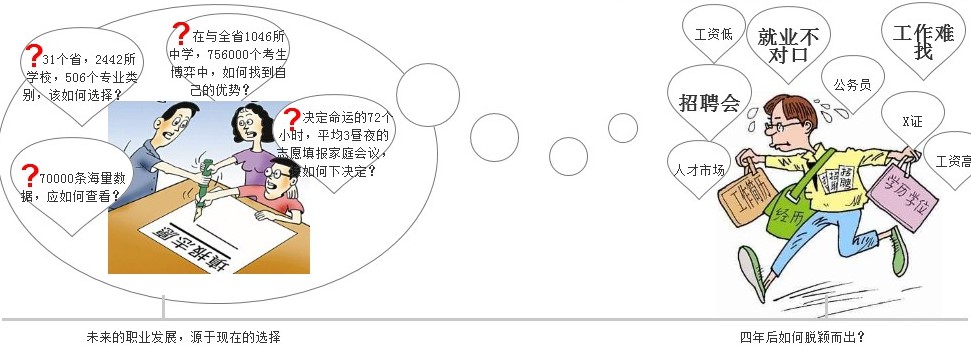 ?31个省，2442所
学校，506个专业类
别，该如何选择？
?在与全省1046所
中学，756000个考生
博弈中，如何找到自
己的优势？
?决定命运的72个
小时，平均3昼夜的
志愿填报家庭会议，
如何下决定？
?70000条海量数
据，应如何查看？
填报志愿
未来的职业发展，源于现在的选择
工资低
就业不
对口
工作难
找
招聘会
公务员
X证
人才市场
工资高
招聘
工作简历
经历
学历学位
四年后如何脱颖而出？